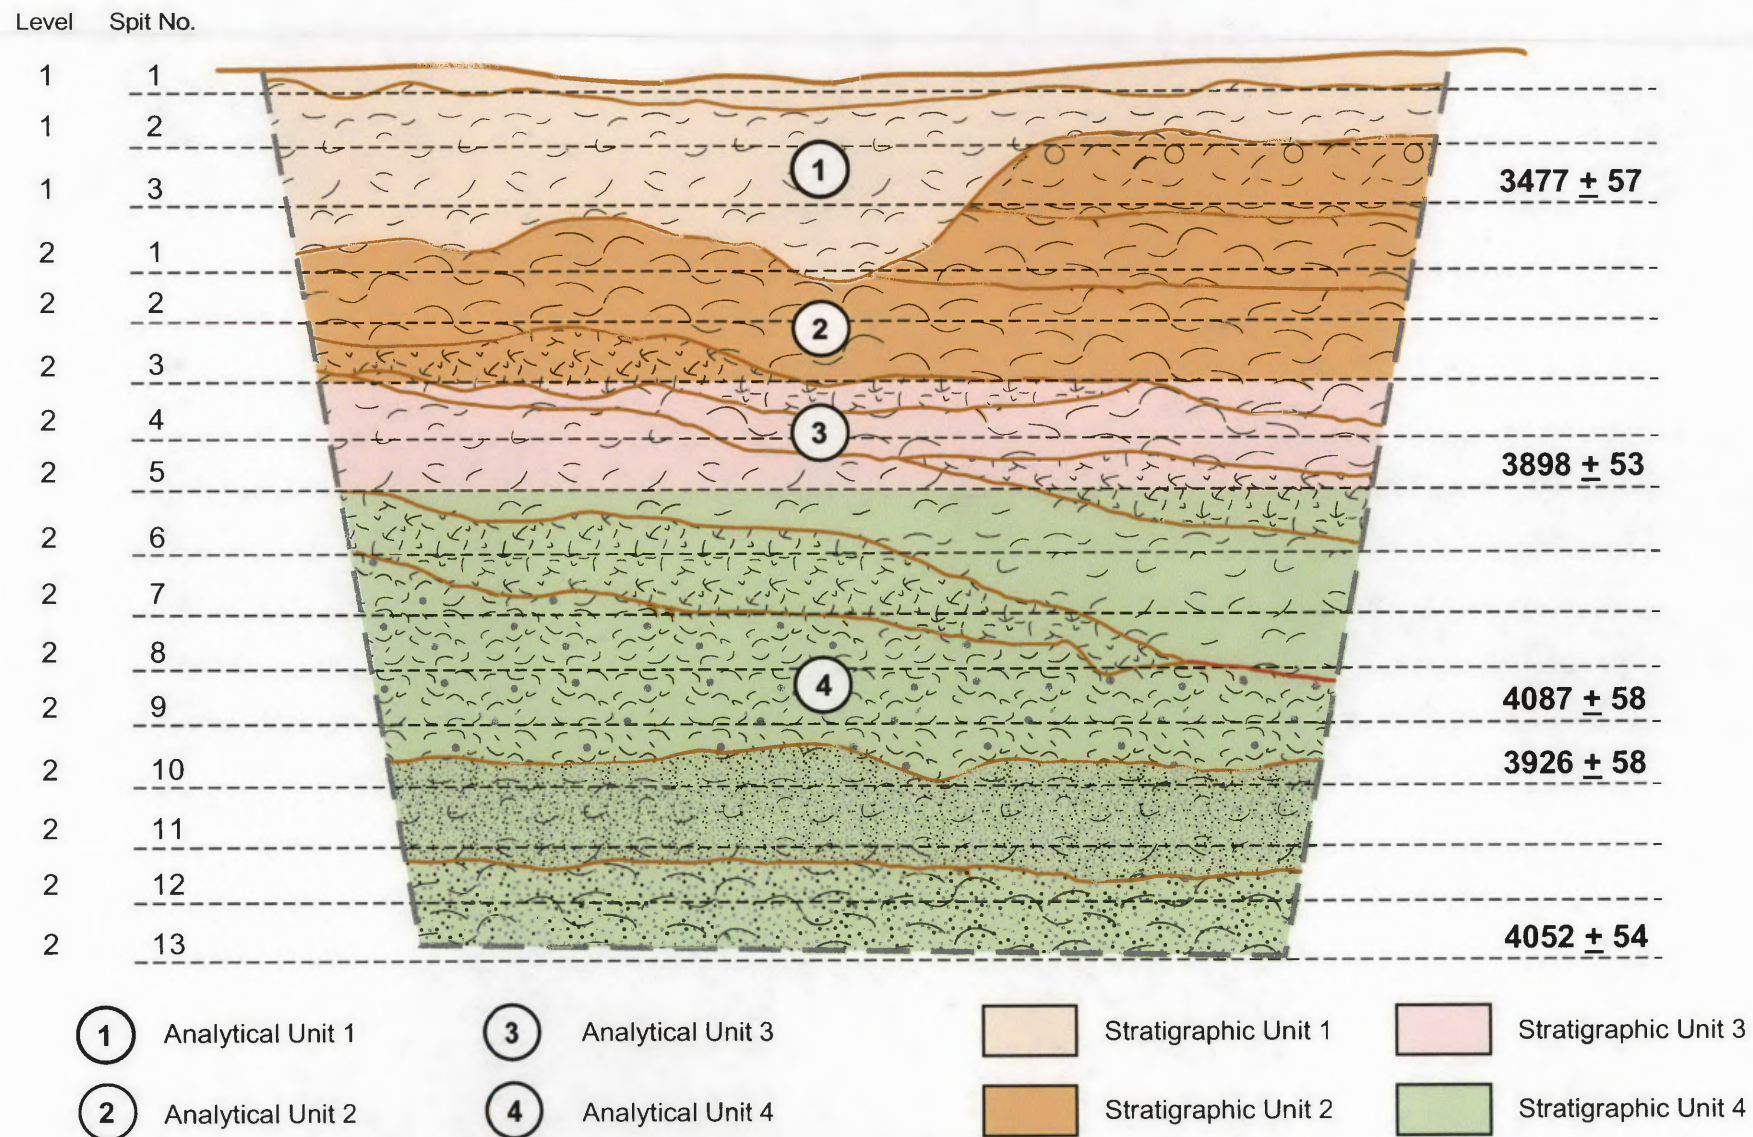 Level Spit No.
1 1
1 2
1 3 3477 ± 57
2 1
2 2
2 3
2 4
2 5 3898 ± 53
2 6
2 7
2 8
2 9 4087 ± 58
2 10 3926 ± 58
2 11
2 12
2 13 4052 ± 54
1
2
3
4
1 Analytical Unit 1 3 Analytical Unit 3 Stratigraphic Unit 1 Stratigraphic Unit 3
2 Analytical Unit 2 4 Analytical Unit 4 Stratigraphic Unit 2 Stratigraphic Unit 4